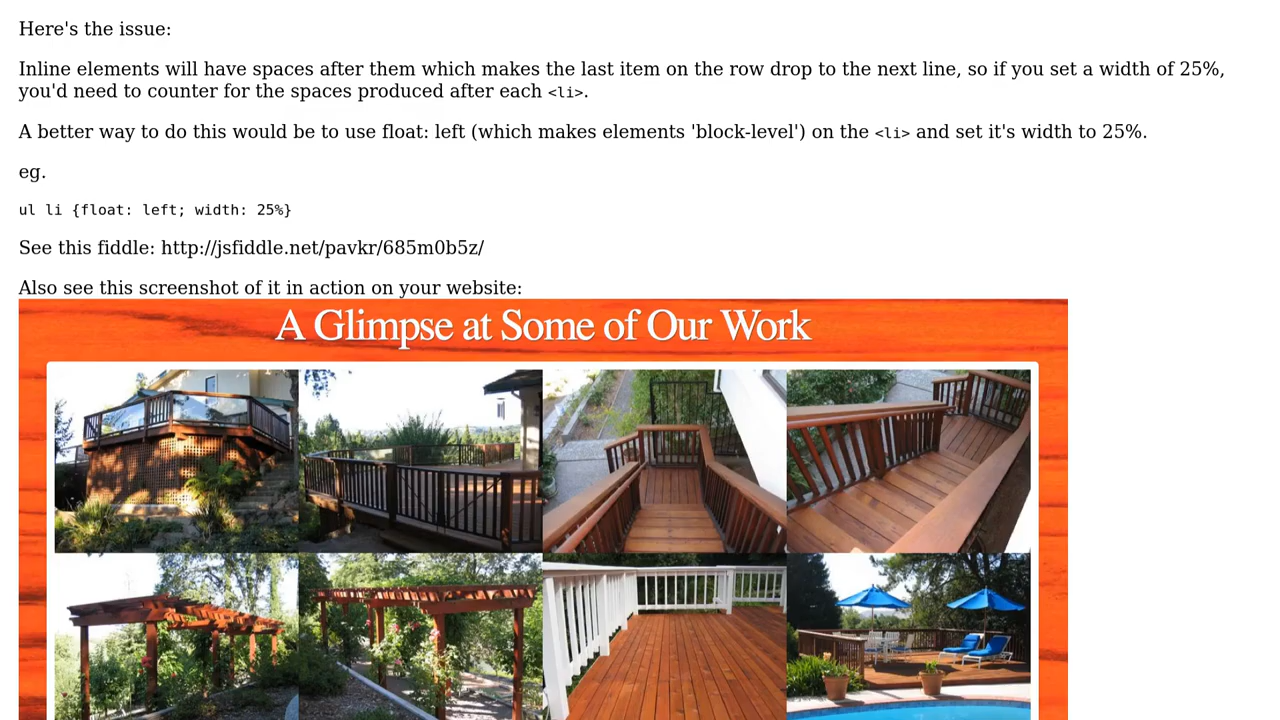 Here's the issue:
Inline elements will have spaces after them which makes the last item on the row drop to the next line, so if you set a width of 25%,
you'd need to counter for the spaces produced after each <li>.
A better way to do this would be to use float: left (which makes elements 'block-level') on the <li> and set it's width to 25%.
eg.
ul li {float: left; width: 25%}
See this fiddle: http://jsfiddle.net/pavkr/685m0b5z/
Also see this screenshot of it in action on your website:
A Glimpse at Some of Our Work